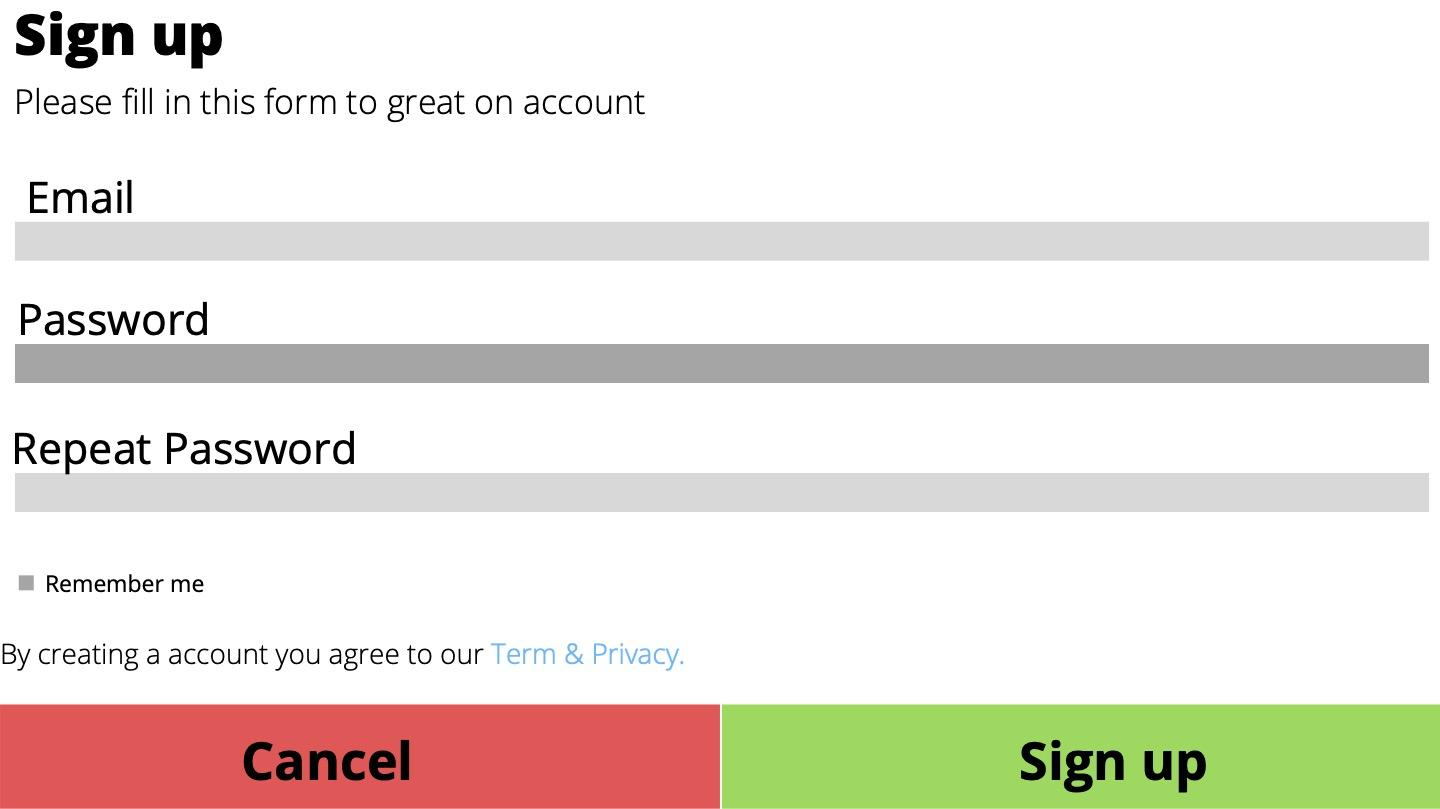 Sign up
Please fill in this form to great on account
Email
Password
Repeat Password
Remember me
By creating a account you agree to our Term & Privacy.
Cancel
Sign up